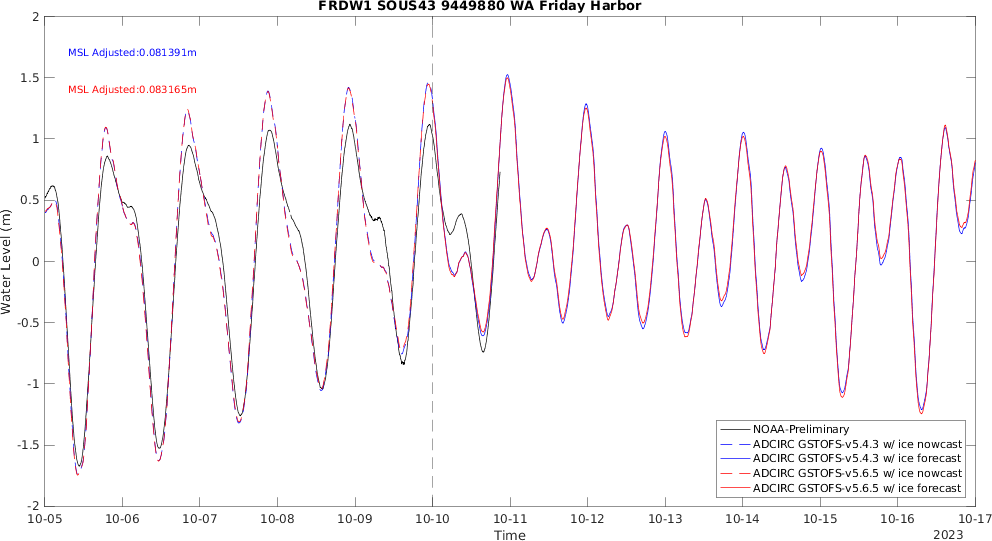 FRDW1 SOUS43 9449880 WA Friday Harbor
MSL Adjusted:0.081391m
MSL Adjusted:0.083165m
Water Level (m)
2
1.5
1
0.5
0
-0.5
-1
-1.5
-2
NOAA-Preliminary
ADCIRC GSTOFS-v5.4.3 w/ ice nowcast
ADCIRC GSTOFS-v5.4.3 w/ ice forecast
ADCIRC GSTOFS-v5.6.5 w/ ice nowcast
ADCIRC GSTOFS-v5.6.5 w/ ice forecast
10-05 10-06 10-07 10-08 10-09 10-10 10-11 10-12 10-13 10-14 10-15 10-16 10-17
Time
2023